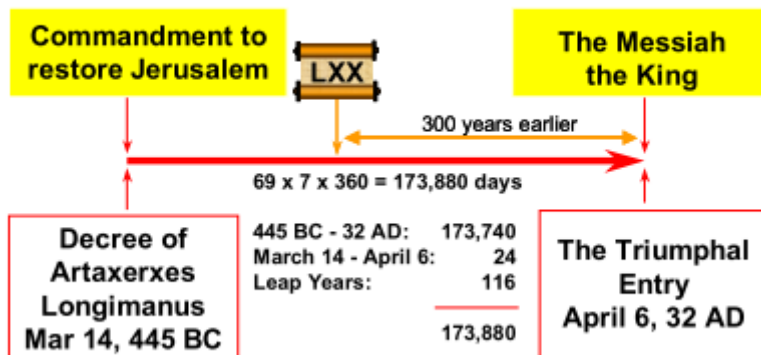 Commandment to
restore Jerusalem
LXX
The Messiah
the King
300 years earlier
69 x 7 x 360 = 173,880 days
Decree of
Artaxerxes
Longimanus
Mar 14, 445 BC
445 BC - 32 AD: 173,740
March 14 - April 6: 24
Leap Years: 116
173,880
The Triumphal
Entry
April 6, 32 AD